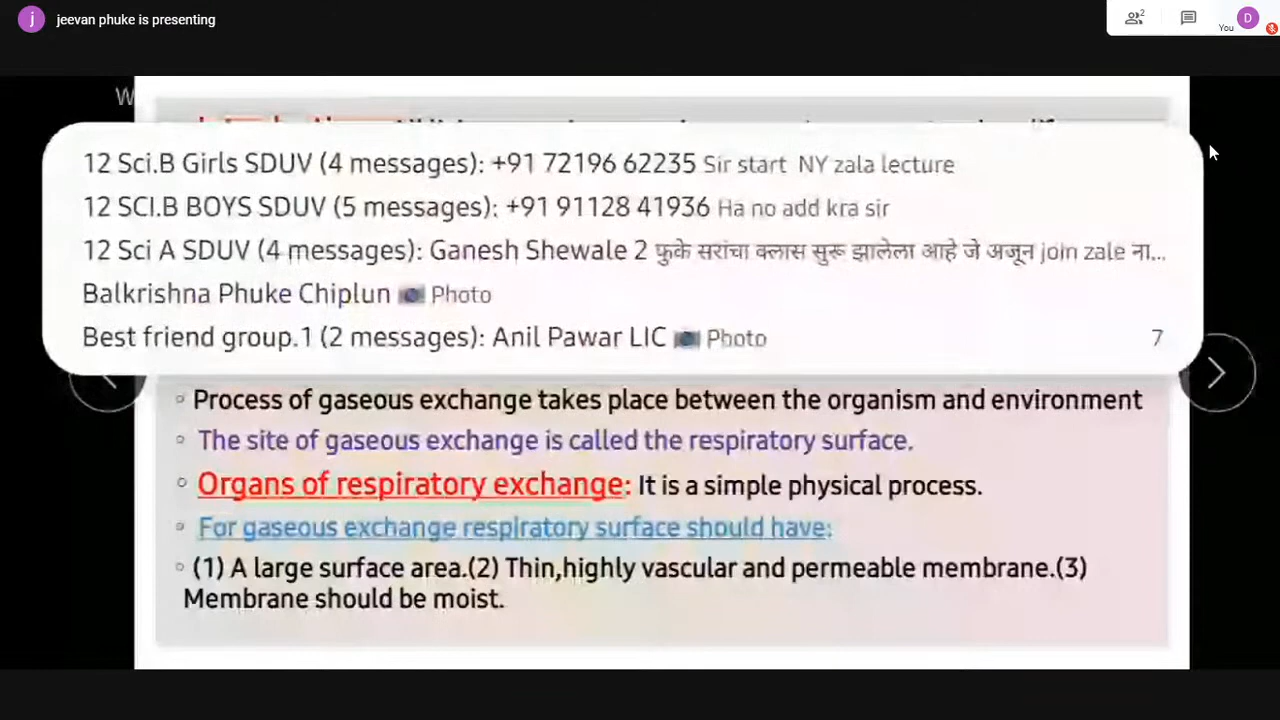 j jeevan phuke is presenting
2
You D
W
12 Sci.B Girls SDUV (4 messages): +91 72196 62235 Sir start NY zala lecture
12 SCI.B BOYS SDUV (5 messages): +91 91128 41936 Ha no add kra sir
12 Sci A SDUV (4 messages): Ganesh Shewale 2 फुके सरांचा क्लास सुरू झालेला आहे जे अजून join zale ना...
Balkrishna Phuke Chiplun Photo
Best friend group.1 (2 messages): Anil Pawar LIC Photo 7
Process of gaseous exchange takes place between the organism and environment
The site of gaseous exchange is called the respiratory surface.
Organs of respiratory exchange: It is a simple physical process.
For gaseous exchange respiratory surface should have:
(1) A large surface area.(2) Thin,highly vascular and permeable membrane.(3)
Membrane should be moist.